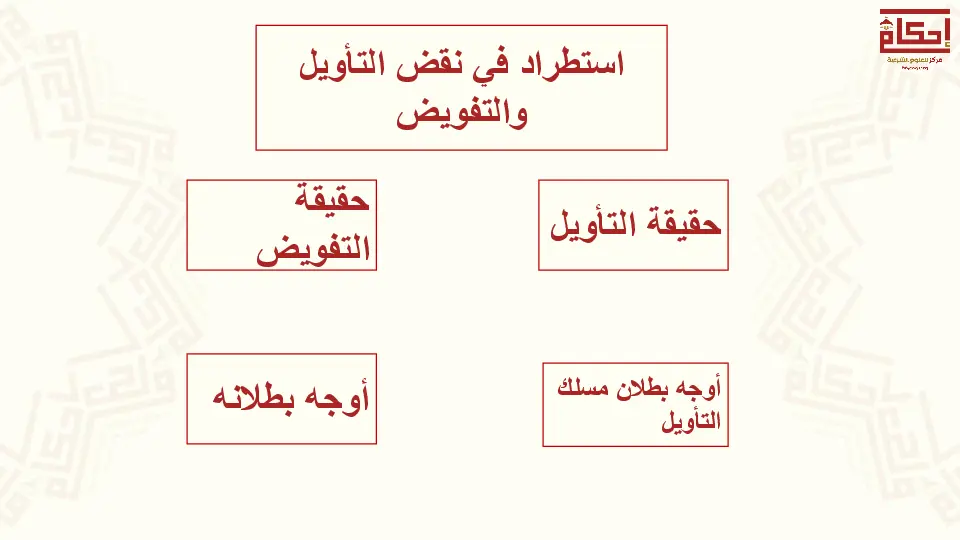 إحكام
مركز للعلوم الشرعية
استطراد في نقض التأويل
والتفويض
حقيقة التأويل
حقيقة
التفويض
أوجه بطلان مسلك
التأويل
أوجه بطلانه